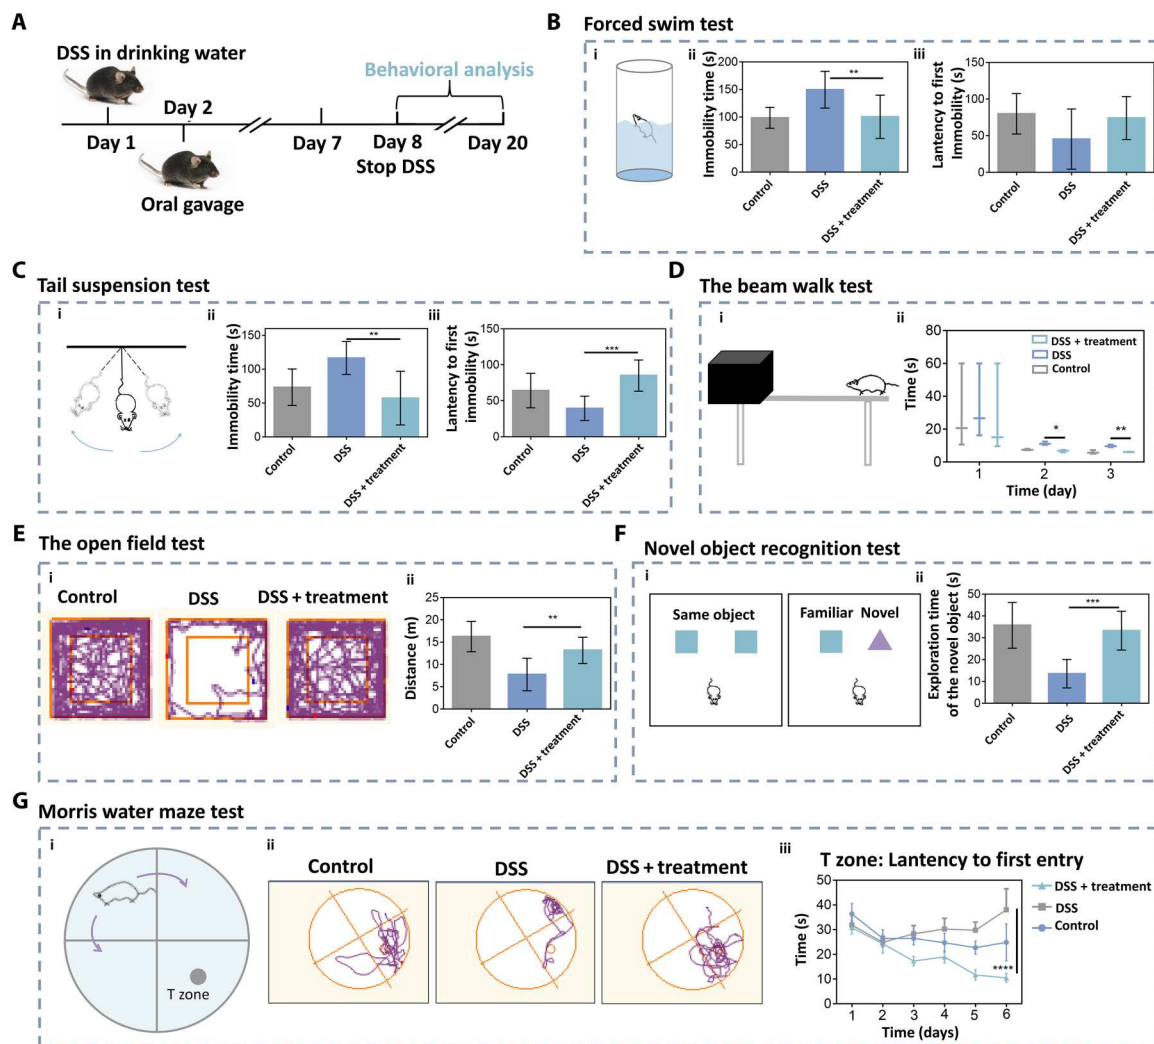 A
DSS in drinking water
Day 2
Day 1
Oral gavage
Behavioral analysis
Day 7
Day 8
Day 20
Stop DSS
B
Forced swim test
i
ii
Immobility time (s)
200
150
100
50
0
**
Control
DSS
DSS + treatment
iii
Lantency to first
Immobility (s)
150
100
50
0
Control
DSS
DSS + treatment
C
Tail suspension test
i
ii
Immobility time (s)
150
100
50
0
**
Control
DSS
DSS + treatment
iii
Lantency to first
immobility (s)
150
100
50
0
***
Control
DSS
DSS + treatment
D
The beam walk test
i
ii
Time (s)
80
60
40
20
0
DSS + treatment
DSS
Control
*
**
1
2
3
Time (day)
E
The open field test
i
Control
DSS
DSS + treatment
ii
Distance (m)
25
20
15
10
5
0
**
Control
DSS
DSS + treatment
F
Novel object recognition test
i
Same object
Familiar
Novel
ii
Exploration time
of the novel object (s)
50
40
30
20
10
0
***
Control
DSS
DSS + treatment
G
Morris water maze test
i
T zone
ii
Control
DSS
DSS + treatment
iii
T zone: Lantency to first entry
Time (s)
50
40
30
20
10
0
DSS + treatment
DSS
Control
****
1
2
3
4
5
6
Time (days)